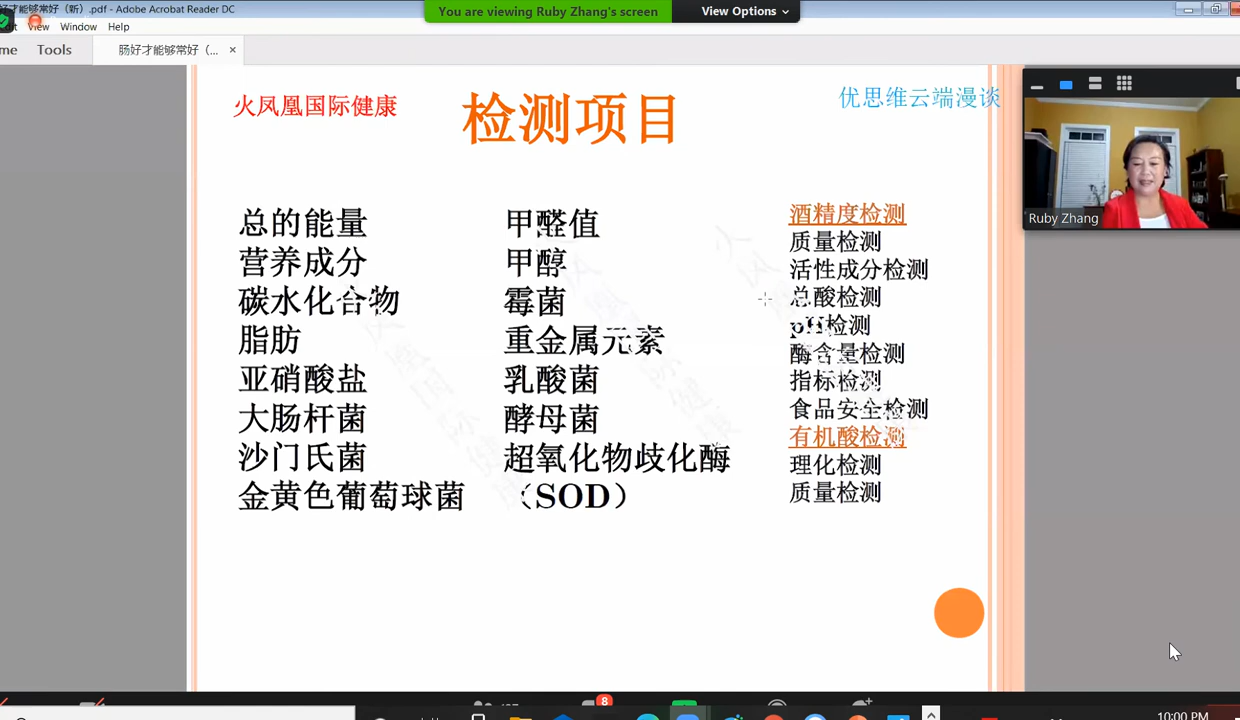 好才能够常好（新）.pdf - Adobe Acrobat Reader DC
View Window Help
You are viewing Ruby Zhang's screen
View Options
me
Tools
肠好才能够常好（...
×
火凤凰国际健康
检测项目
优思维云端漫谈
总的能量
营养成分
碳水化合物
脂肪
亚硝酸盐
大肠杆菌
沙门氏菌
金黄色葡萄球菌
甲醛值
甲醇
霉菌
重金属元素
乳酸菌
酵母菌
超氧化物歧化酶
（SOD）
酒精度检测
质量检测
活性成分检测
总酸检测
pH检测
酶含量检测
指标检测
食品安全检测
有机酸检测
理化检测
质量检测
Ruby Zhang
8
10:00 PM